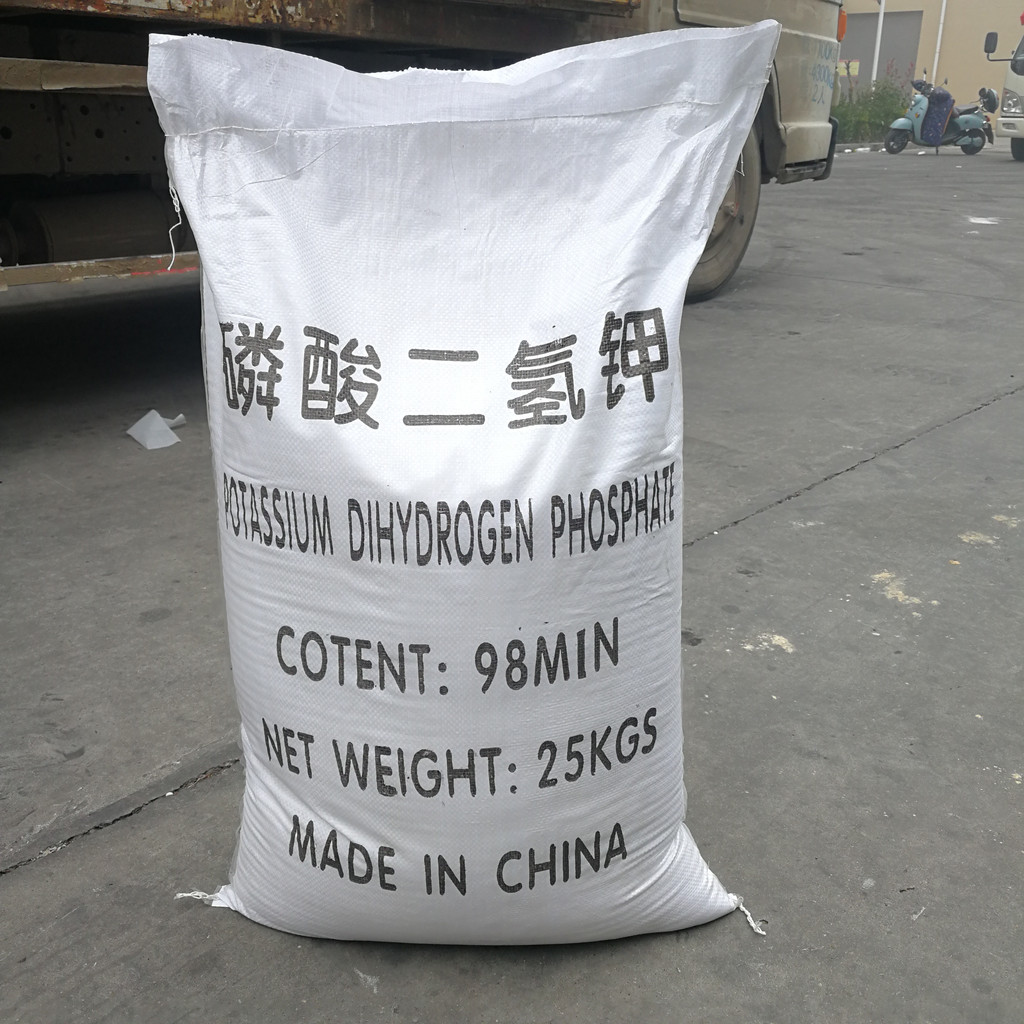 磷酸二氢钾
POTASSIUM DIHYDROGEN PHOSPHATE
COTENT: 98MIN
NET WEIGHT: 25KGS
MADE IN CHINA